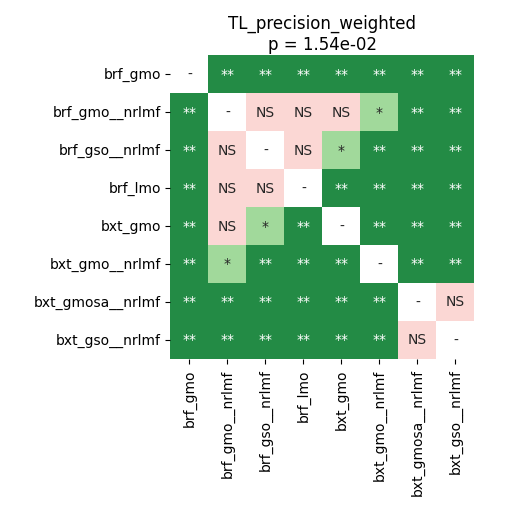 TL_precision_weighted
p = 1.54e-02
brf_gmo - ** ** ** ** ** ** **
brf_gmo__nrlmf ** - NS NS NS * ** **
brf_gso__nrlmf ** NS - NS * ** ** **
brf_lmo ** NS NS - ** ** ** **
bxt_gmo ** NS * ** - ** ** **
bxt_gmo__nrlmf ** * ** ** ** - ** **
bxt_gmosa__nrlmf ** ** ** ** ** ** - NS
bxt_gso__nrlmf ** ** ** ** ** ** NS -
brf_gmo
brf_gmo__nrlmf
brf_gso__nrlmf
brf_lmo
bxt_gmo
bxt_gmo__nrlmf
bxt_gmosa__nrlmf
bxt_gso__nrlmf